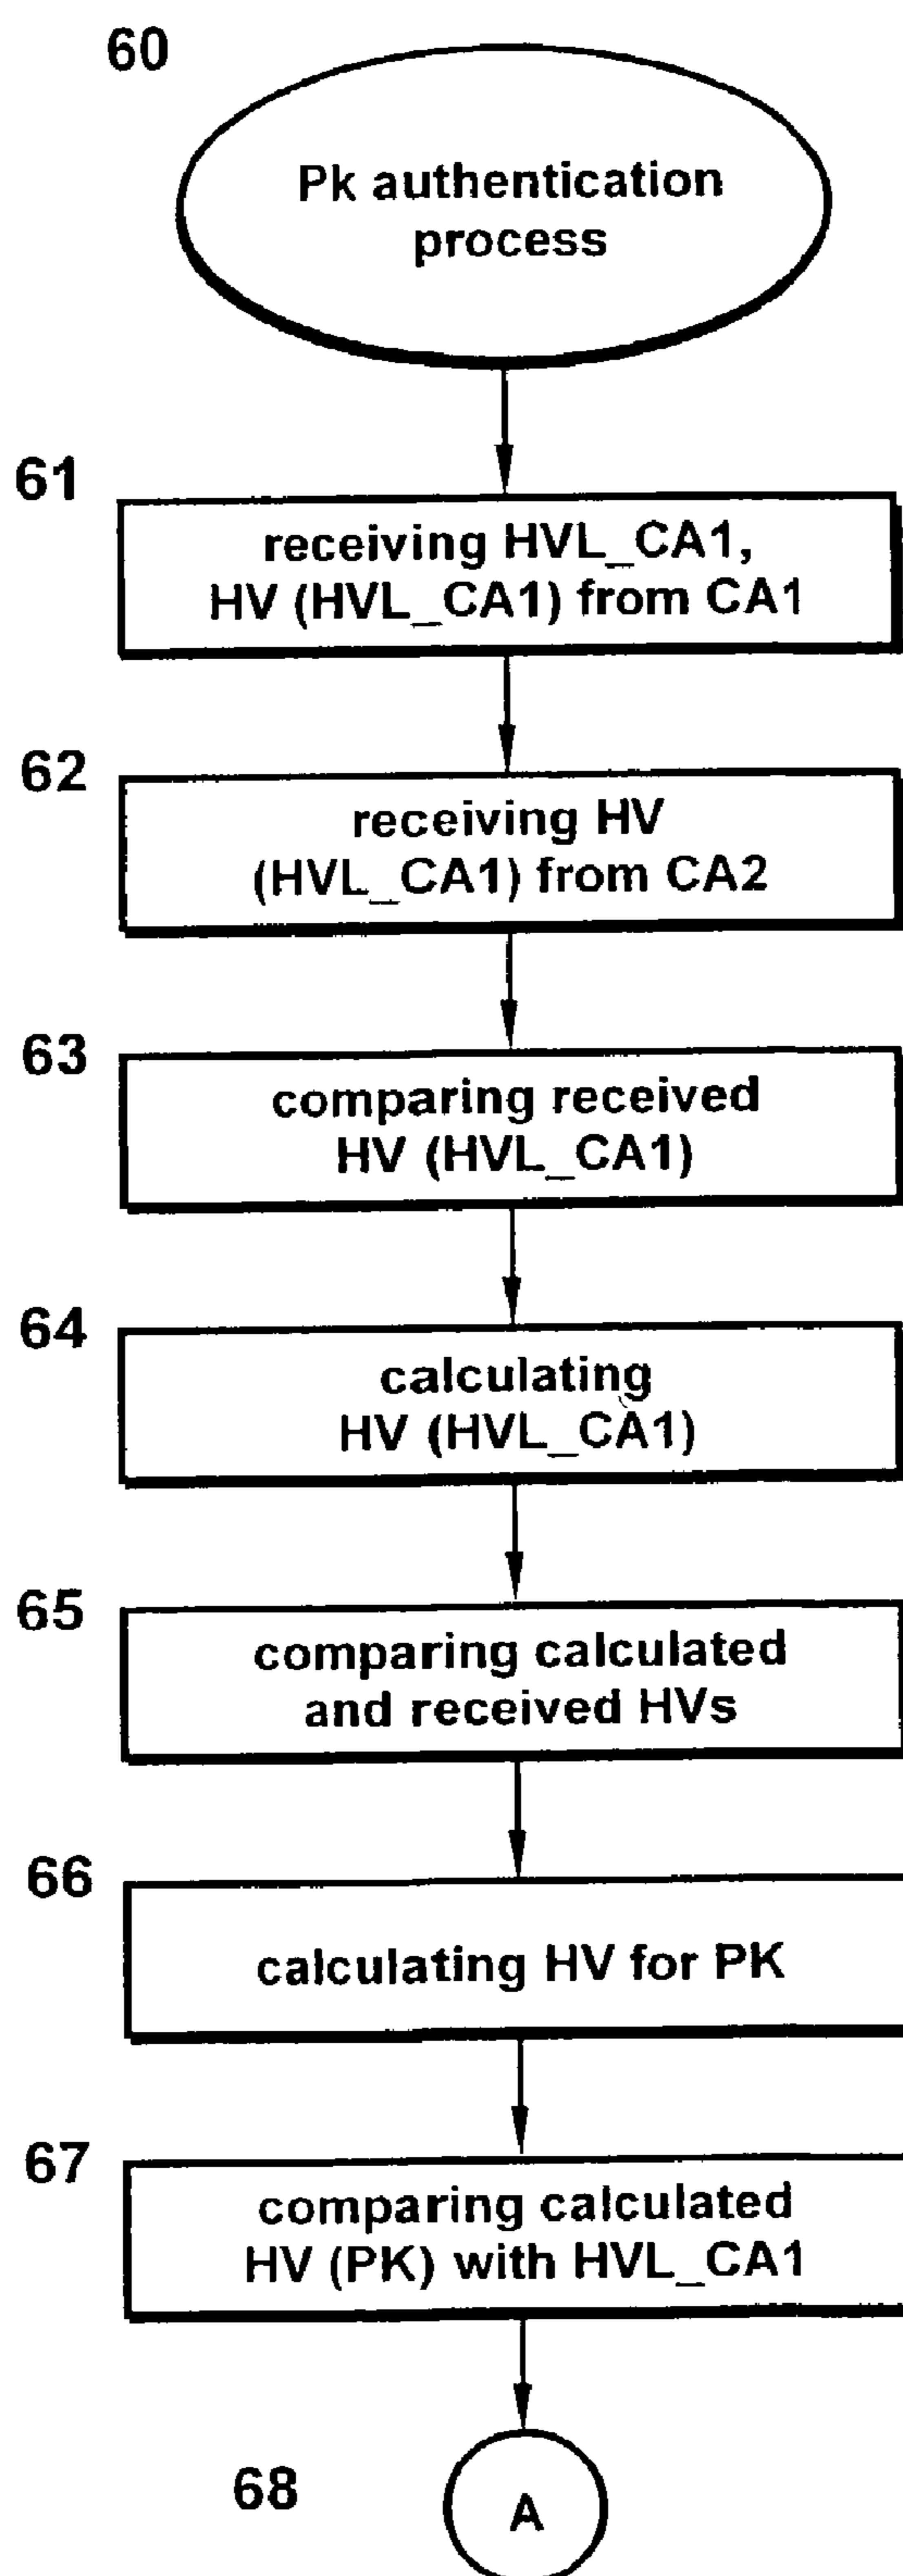 60
Pk authentication
process
61
receiving HVL_CA1,
HV (HVL_CA1) from CA1
62
receiving HV
(HVL_CA1) from CA2
63
comparing received
HV (HVL_CA1)
64
calculating
HV (HVL_CA1)
65
comparing calculated
and received HVs
66
calculating HV for PK
67
comparing calculated
HV (PK) with HVL_CA1
68
A